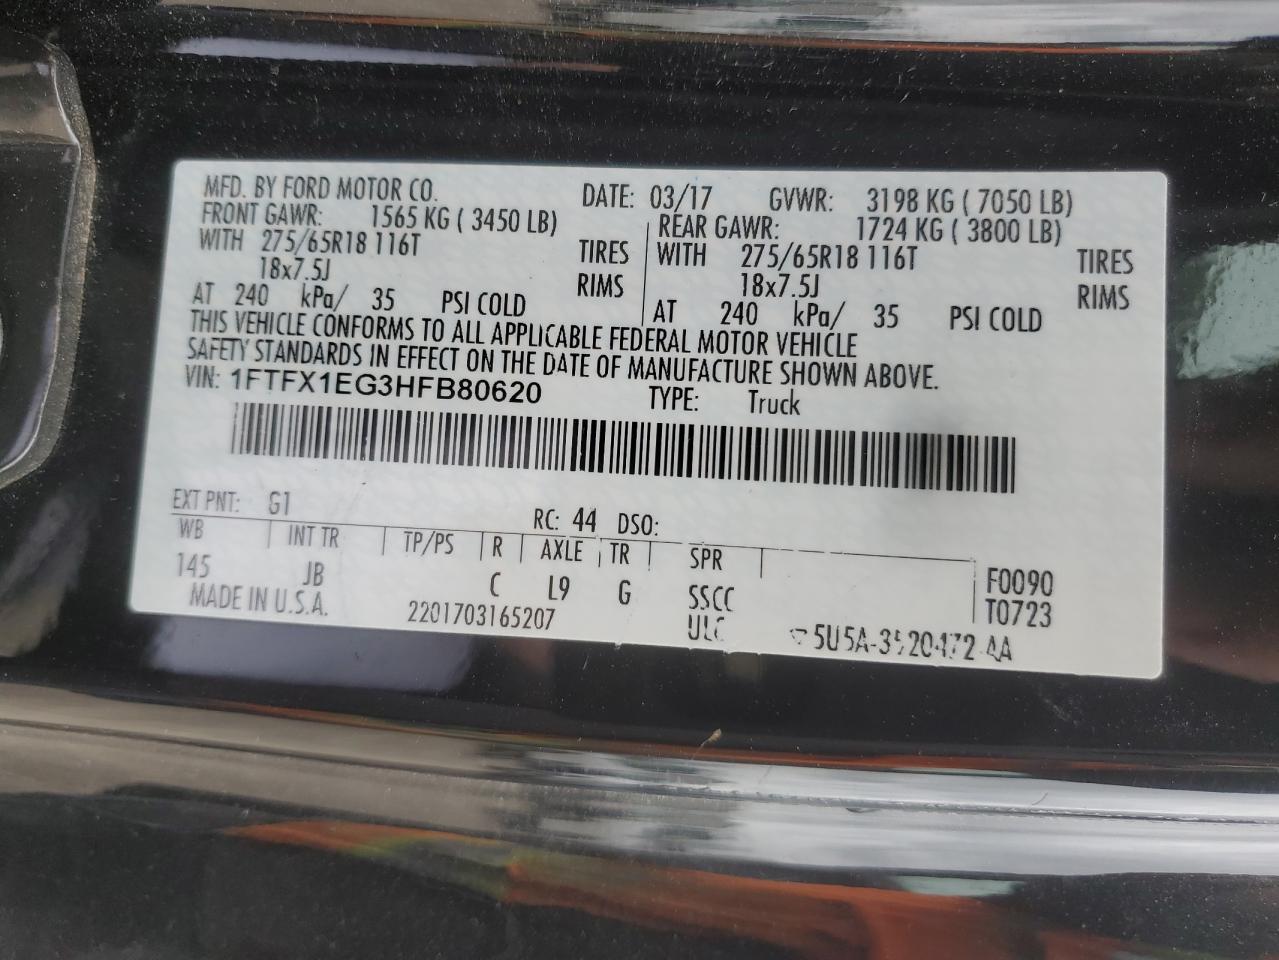 MFD. BY FORD MOTOR CO. DATE: 03/17 GVWR: 3198 KG ( 7050 LB)
FRONT GAWR: 1565 KG ( 3450 LB) REAR GAWR: 1724 KG ( 3800 LB)
WITH 275/65R18 116T TIRES WITH 275/65R18 116T TIRES
18x7.5J RIMS 18x7.5J RIMS
AT 240 kPa/ 35 PSI COLD AT 240 kPa/ 35 PSI COLD
THIS VEHICLE CONFORMS TO ALL APPLICABLE FEDERAL MOTOR VEHICLE
SAFETY STANDARDS IN EFFECT ON THE DATE OF MANUFACTURE SHOWN ABOVE.
VIN: 1FTFX1EG3HFB80620 TYPE: Truck
EXT PNT: G1 RC: 44 DSO:
WB INT TR TP/PS R AXLE TR SPR
145 JB C L9 G SSCC F0090
T0723
MADE IN U.S.A. 2201703165207